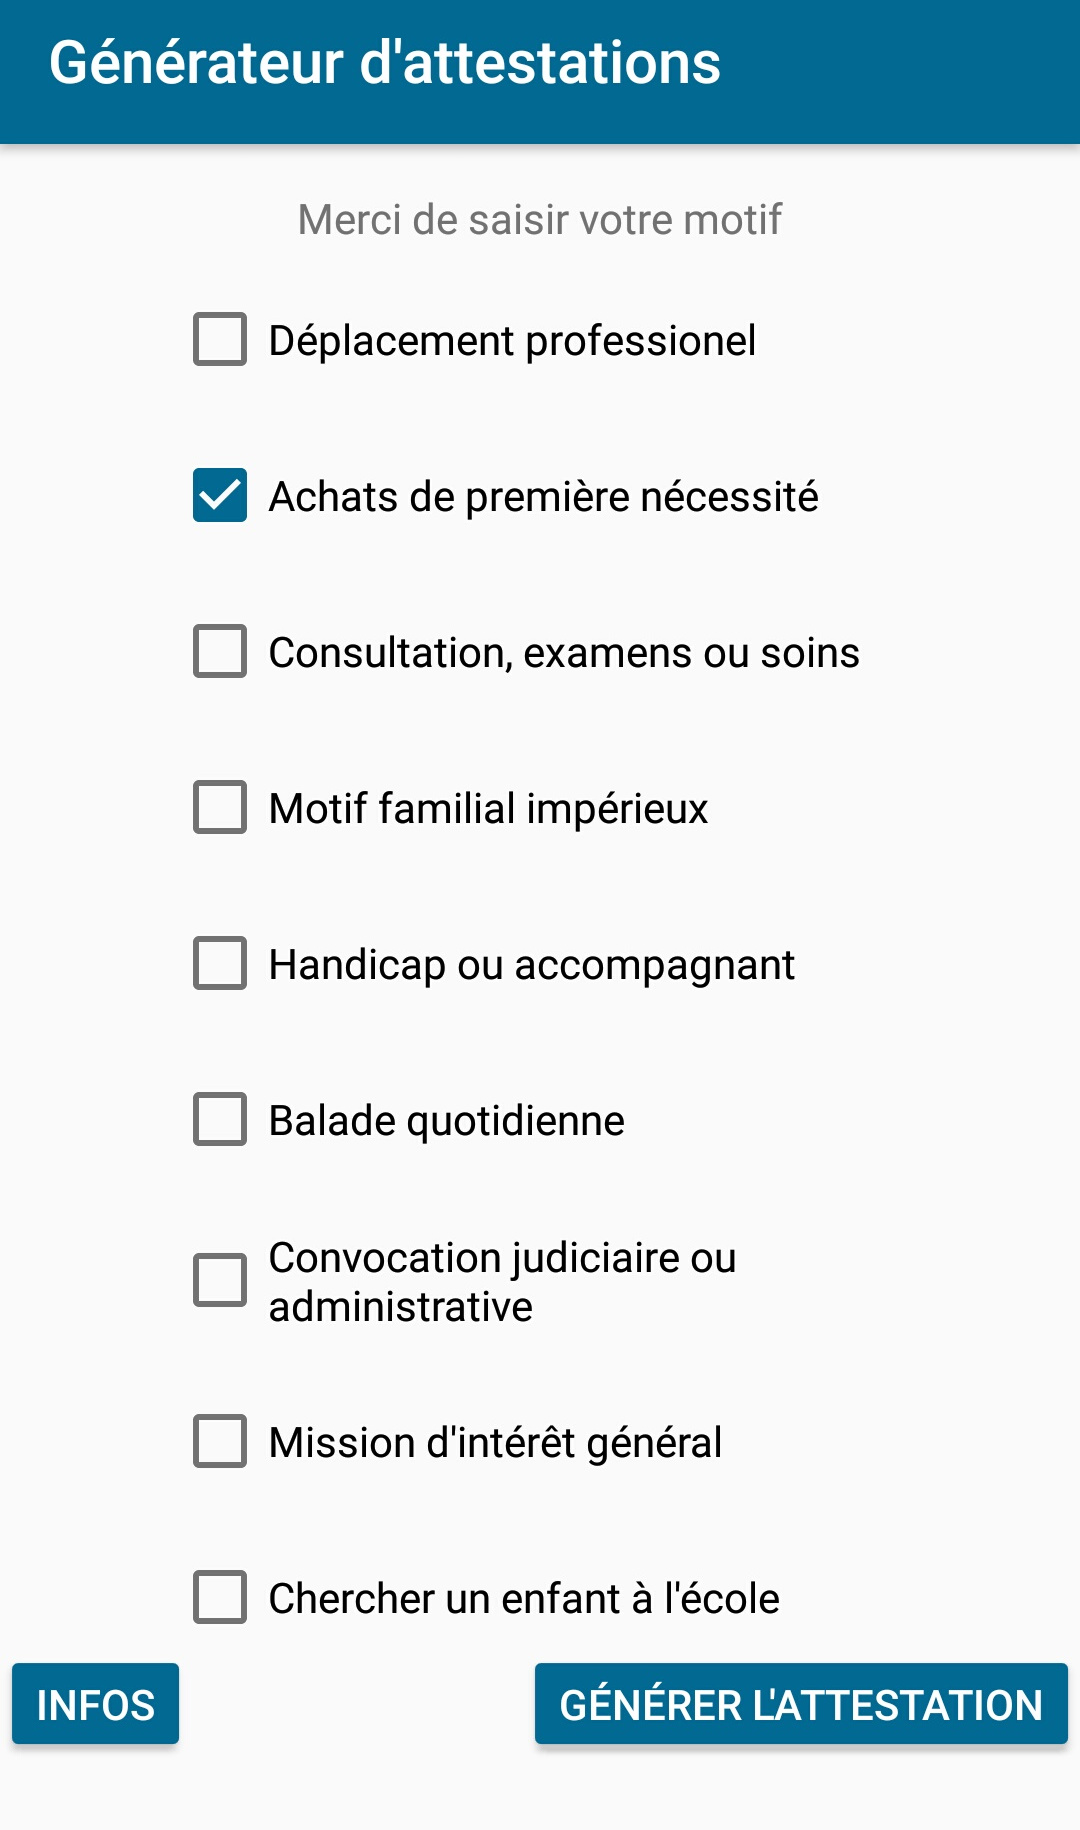 Générateur d'attestations
Merci de saisir votre motif
Déplacement professionel
Achats de première nécessité
Consultation, examens ou soins
Motif familial impérieux
Handicap ou accompagnant
Balade quotidienne
Convocation judiciaire ou
administrative
Mission d'intérêt général
Chercher un enfant à l'école
INFOS
GÉNÉRER L'ATTESTATION